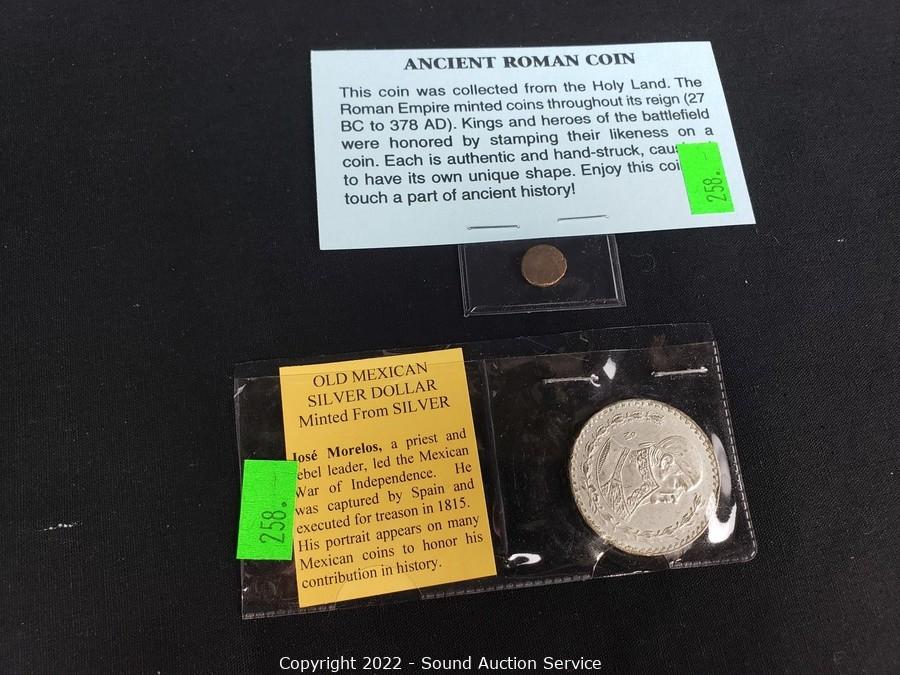 ANCIENT ROMAN COIN
This coin was collected from the Holy Land. The
Roman Empire minted coins throughout its reign (27
BC to 378 AD). Kings and heroes of the battlefield
were honored by stamping their likeness on a
coin. Each is authentic and hand-struck,
to have its own unique shape. Enjoy this
touch a part of ancient history!
258.
OLD MEXICAN
SILVER DOLLAR
Minted From SILVER
José Morelos, a priest and
rebel leader, led the Mexican
War of Independence. He
was captured by Spain and
executed for treason in 1815.
His portrait appears on many
Mexican coins to honor his
contribution in history.
258.
Copyright 2022 - Sound Auction Service